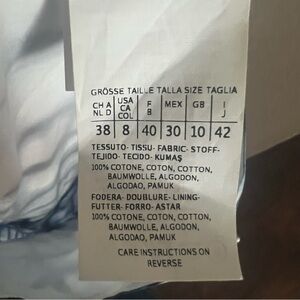 GRÖSSE TAILLE TALLA SIZE TAGLIA
CH A NL D | USA CA COL | F B | MEX | GB | I J
38 | 8 | 40 | 30 | 10 | 42
TESSUTO- TISSU- FABRIC- STOFF-
TEJIDO- TECIDO- KUMAŞ
100% COTONE, COTON, COTTON,
BAUMWOLLE, ALGODON,
ALGODAO, PAMUK
FODERA- DOUBLURE- LINING-
FUTTER- FORRO- ASTAR
100% COTONE, COTON, COTTON,
BAUMWOLLE, ALGODON,
ALGODAO, PAMUK
CARE INSTRUCTIONS ON
REVERSE